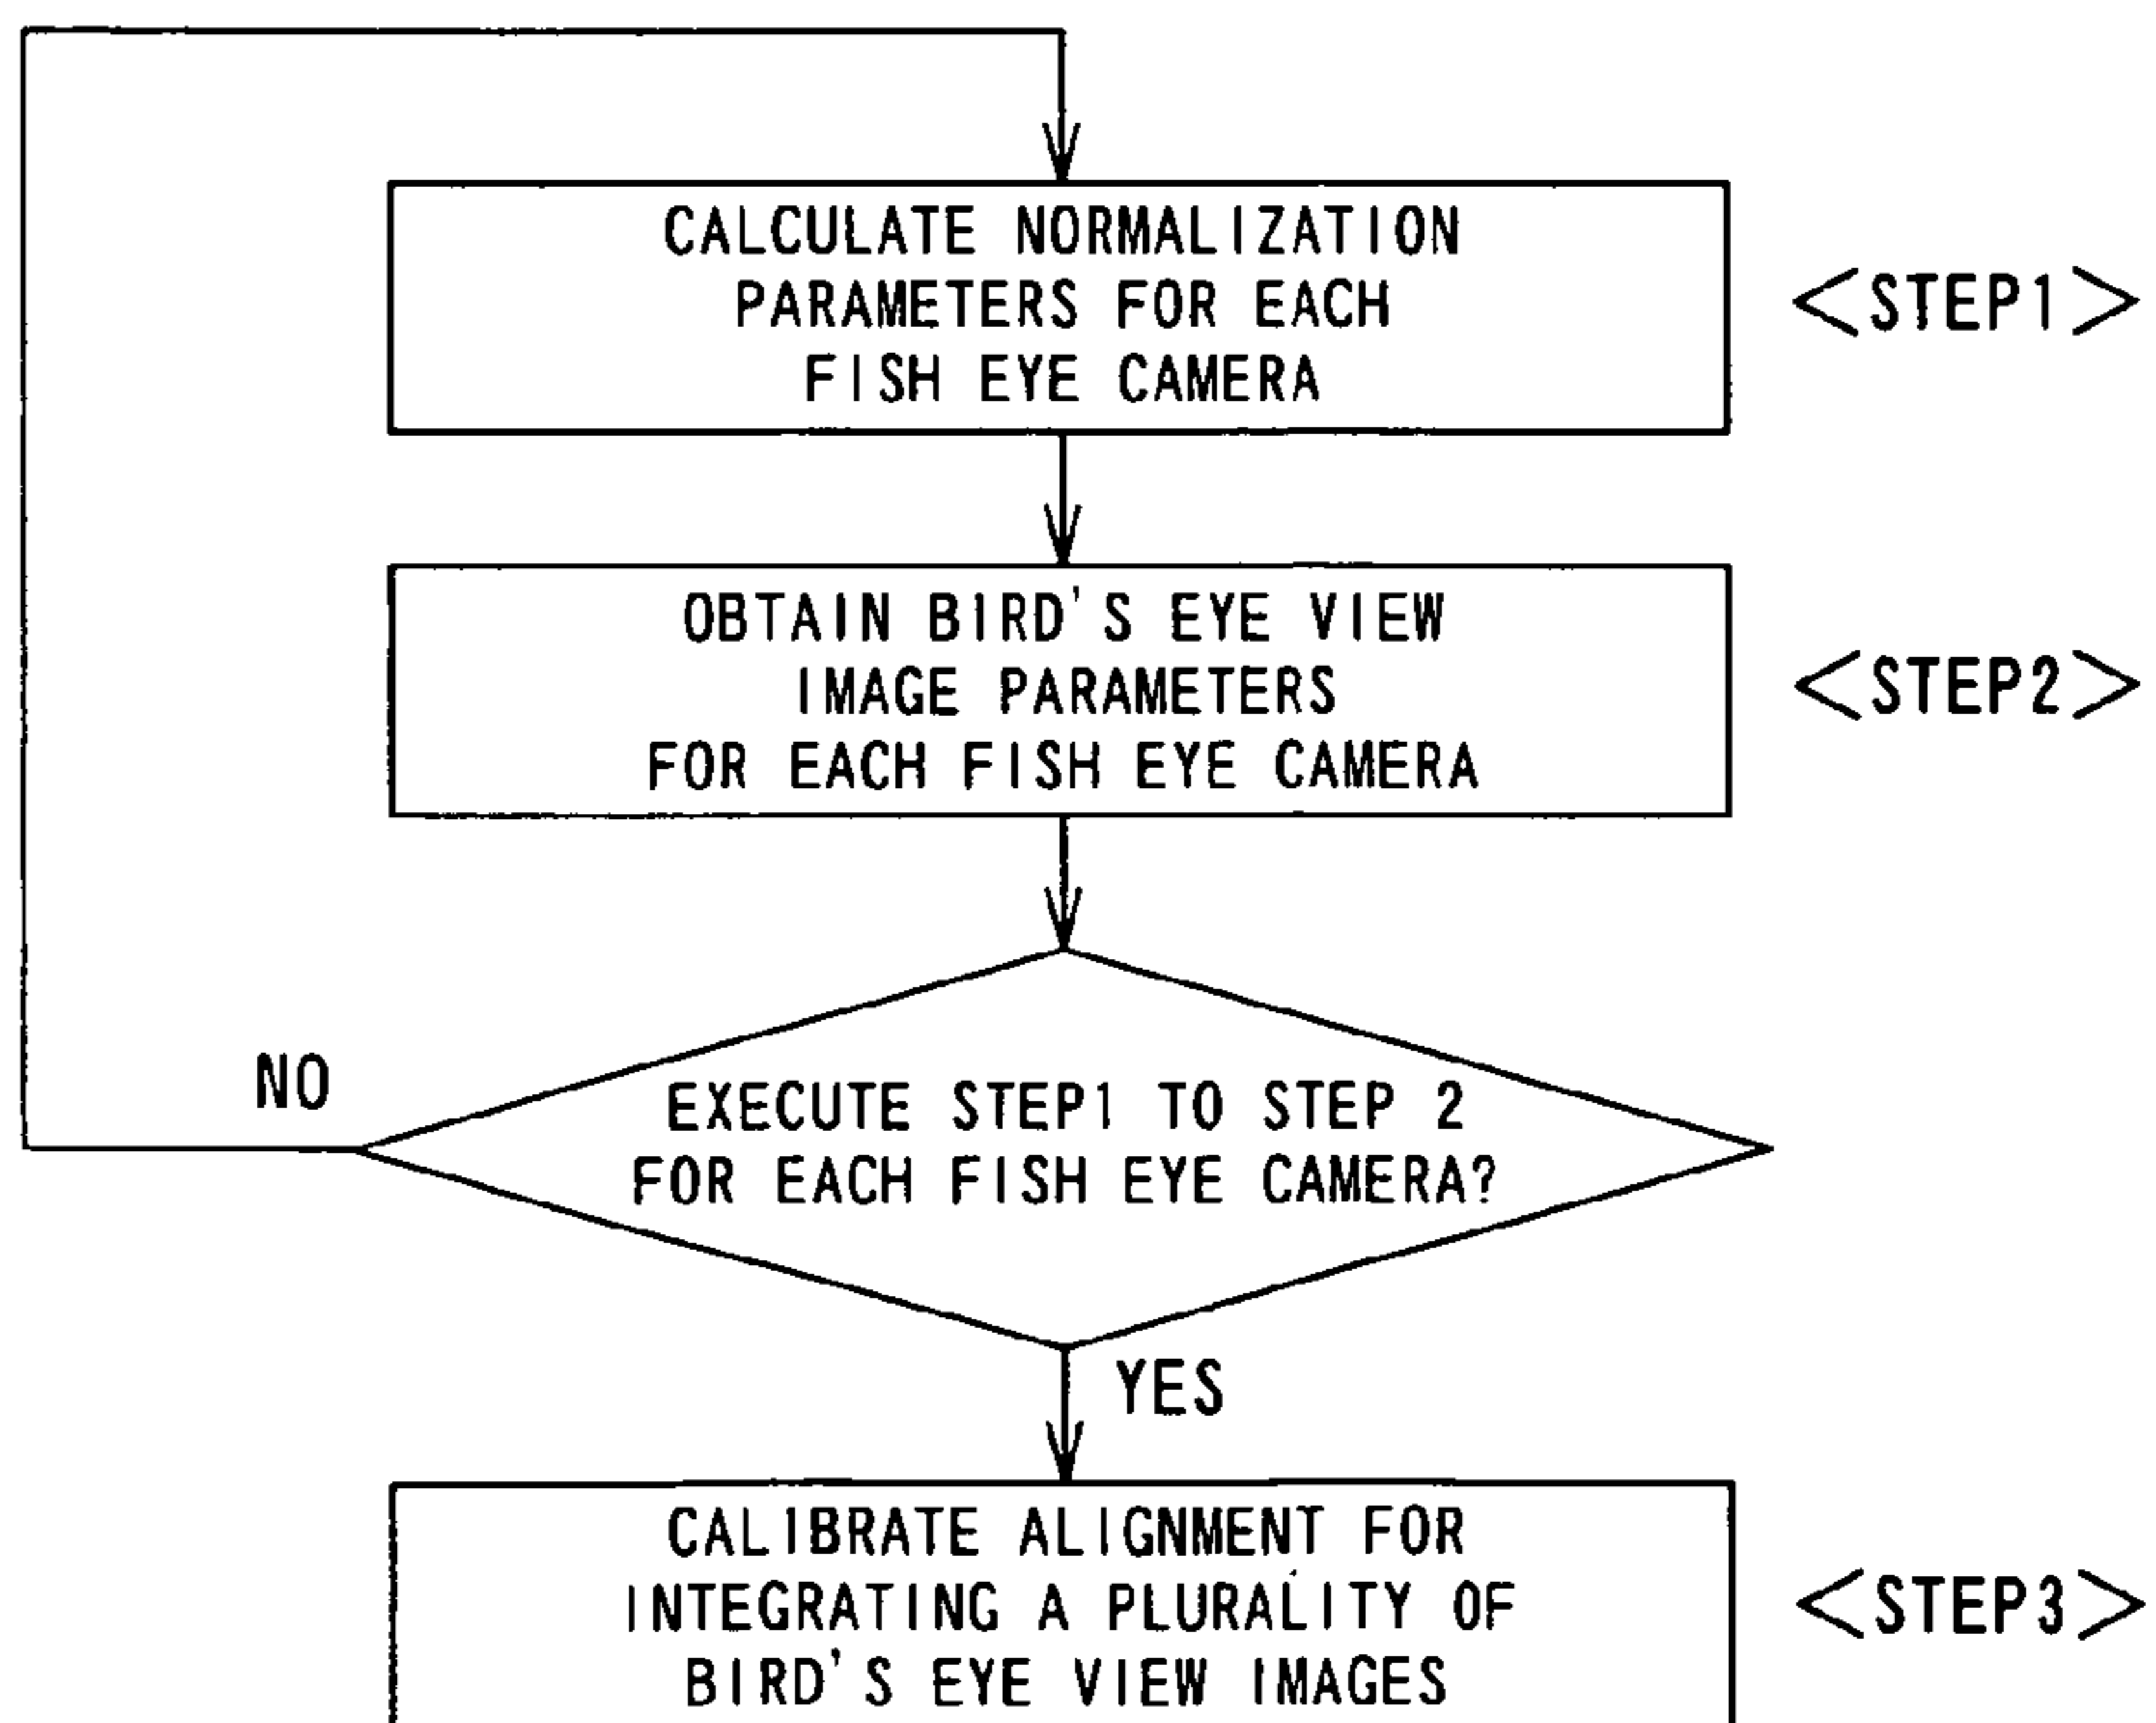 CALCULATE NORMALIZATION
PARAMETERS FOR EACH
FISH EYE CAMERA
<STEP1>
OBTAIN BIRD'S EYE VIEW
IMAGE PARAMETERS
FOR EACH FISH EYE CAMERA
<STEP2>
NO
EXECUTE STEP1 TO STEP 2
FOR EACH FISH EYE CAMERA?
YES
CALIBRATE ALIGNMENT FOR
INTEGRATING A PLURALITY OF
BIRD'S EYE VIEW IMAGES
<STEP3>